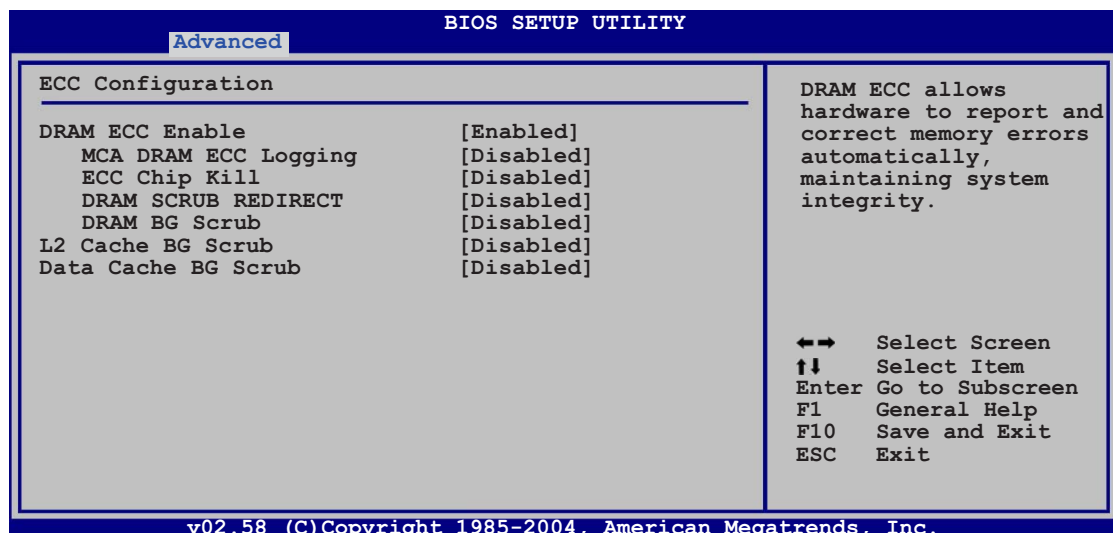 BIOS SETUP UTILITY
Advanced
ECC Configuration
DRAM ECC Enable [Enabled]
MCA DRAM ECC Logging [Disabled]
ECC Chip Kill [Disabled]
DRAM SCRUB REDIRECT [Disabled]
DRAM BG Scrub [Disabled]
L2 Cache BG Scrub [Disabled]
Data Cache BG Scrub [Disabled]
DRAM ECC allows
hardware to report and
correct memory errors
automatically,
maintaining system
integrity.
←→ Select Screen
↑↓ Select Item
Enter Go to Subscreen
F1 General Help
F10 Save and Exit
ESC Exit
v02.58 (C)Copyright 1985-2004, American Megatrends, Inc.